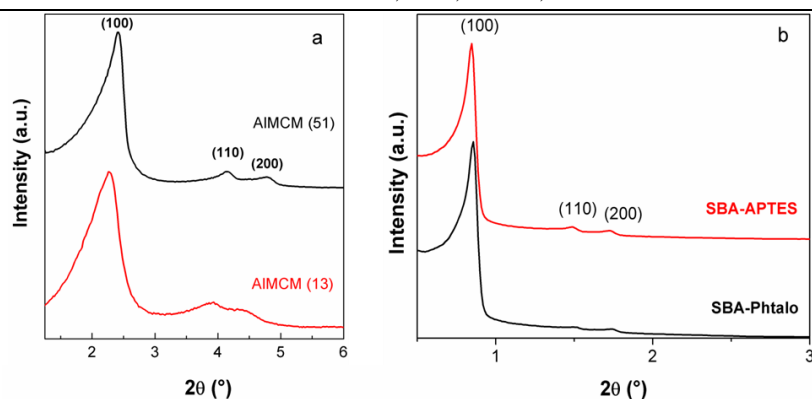 a
(100)
AlMCM (51)
(110)
(200)
AlMCM (13)
Intensity (a.u.)
2
3
4
5
6
2θ (°)
b
(100)
(110)
(200)
SBA-APTES
SBA-Phtalo
Intensity (a.u.)
1
2
3
2θ (°)